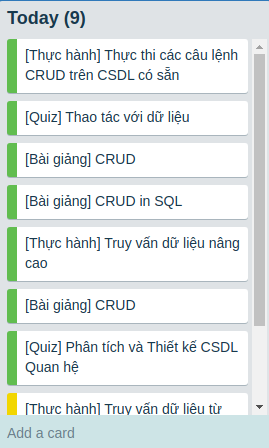 Today (9)
[Thực hành] Thực thi các câu lệnh
CRUD trên CSDL có sẵn
[Quiz] Thao tác với dữ liệu
[Bài giảng] CRUD
[Bài giảng] CRUD in SQL
[Thực hành] Truy vấn dữ liệu nâng
cao
[Bài giảng] CRUD
[Quiz] Phân tích và Thiết kế CSDL
Quan hệ
[Thực hành] Truy vấn dữ liệu từ
Add a card